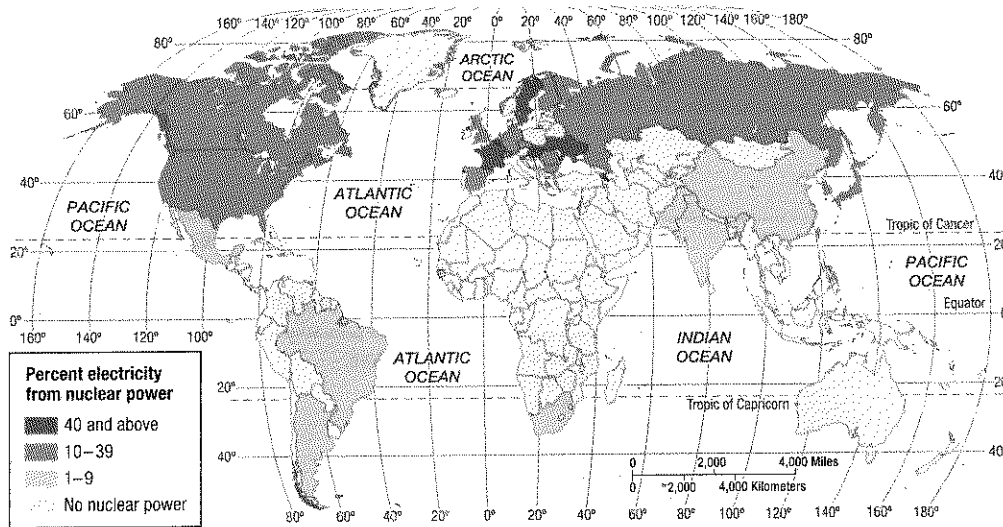 160° 140° 120° 100° 80° 60° 40° 20° 0° 20° 40° 60° 80° 100° 120° 140° 160° 180°
80°
80°
ARCTIC
OCEAN
60°
60°
40°
40
ATLANTIC
OCEAN
PACIFIC
OCEAN
Tropic of Cancer
20°
20
PACIFIC
OCEAN
Equator
0°
0°
160° 140° 120° 100°
INDIAN
OCEAN
ATLANTIC
OCEAN
20°
20
Tropic of Capricorn
40°
40
0 2,000 4,000 Miles
0 2,000 4,000 Kilometers
80° 60° 40° 20° 0° 20° 40° 60° 80° 100° 120° 140° 160° 180°
Percent electricity
from nuclear power
40 and above
10–39
1–9
No nuclear power